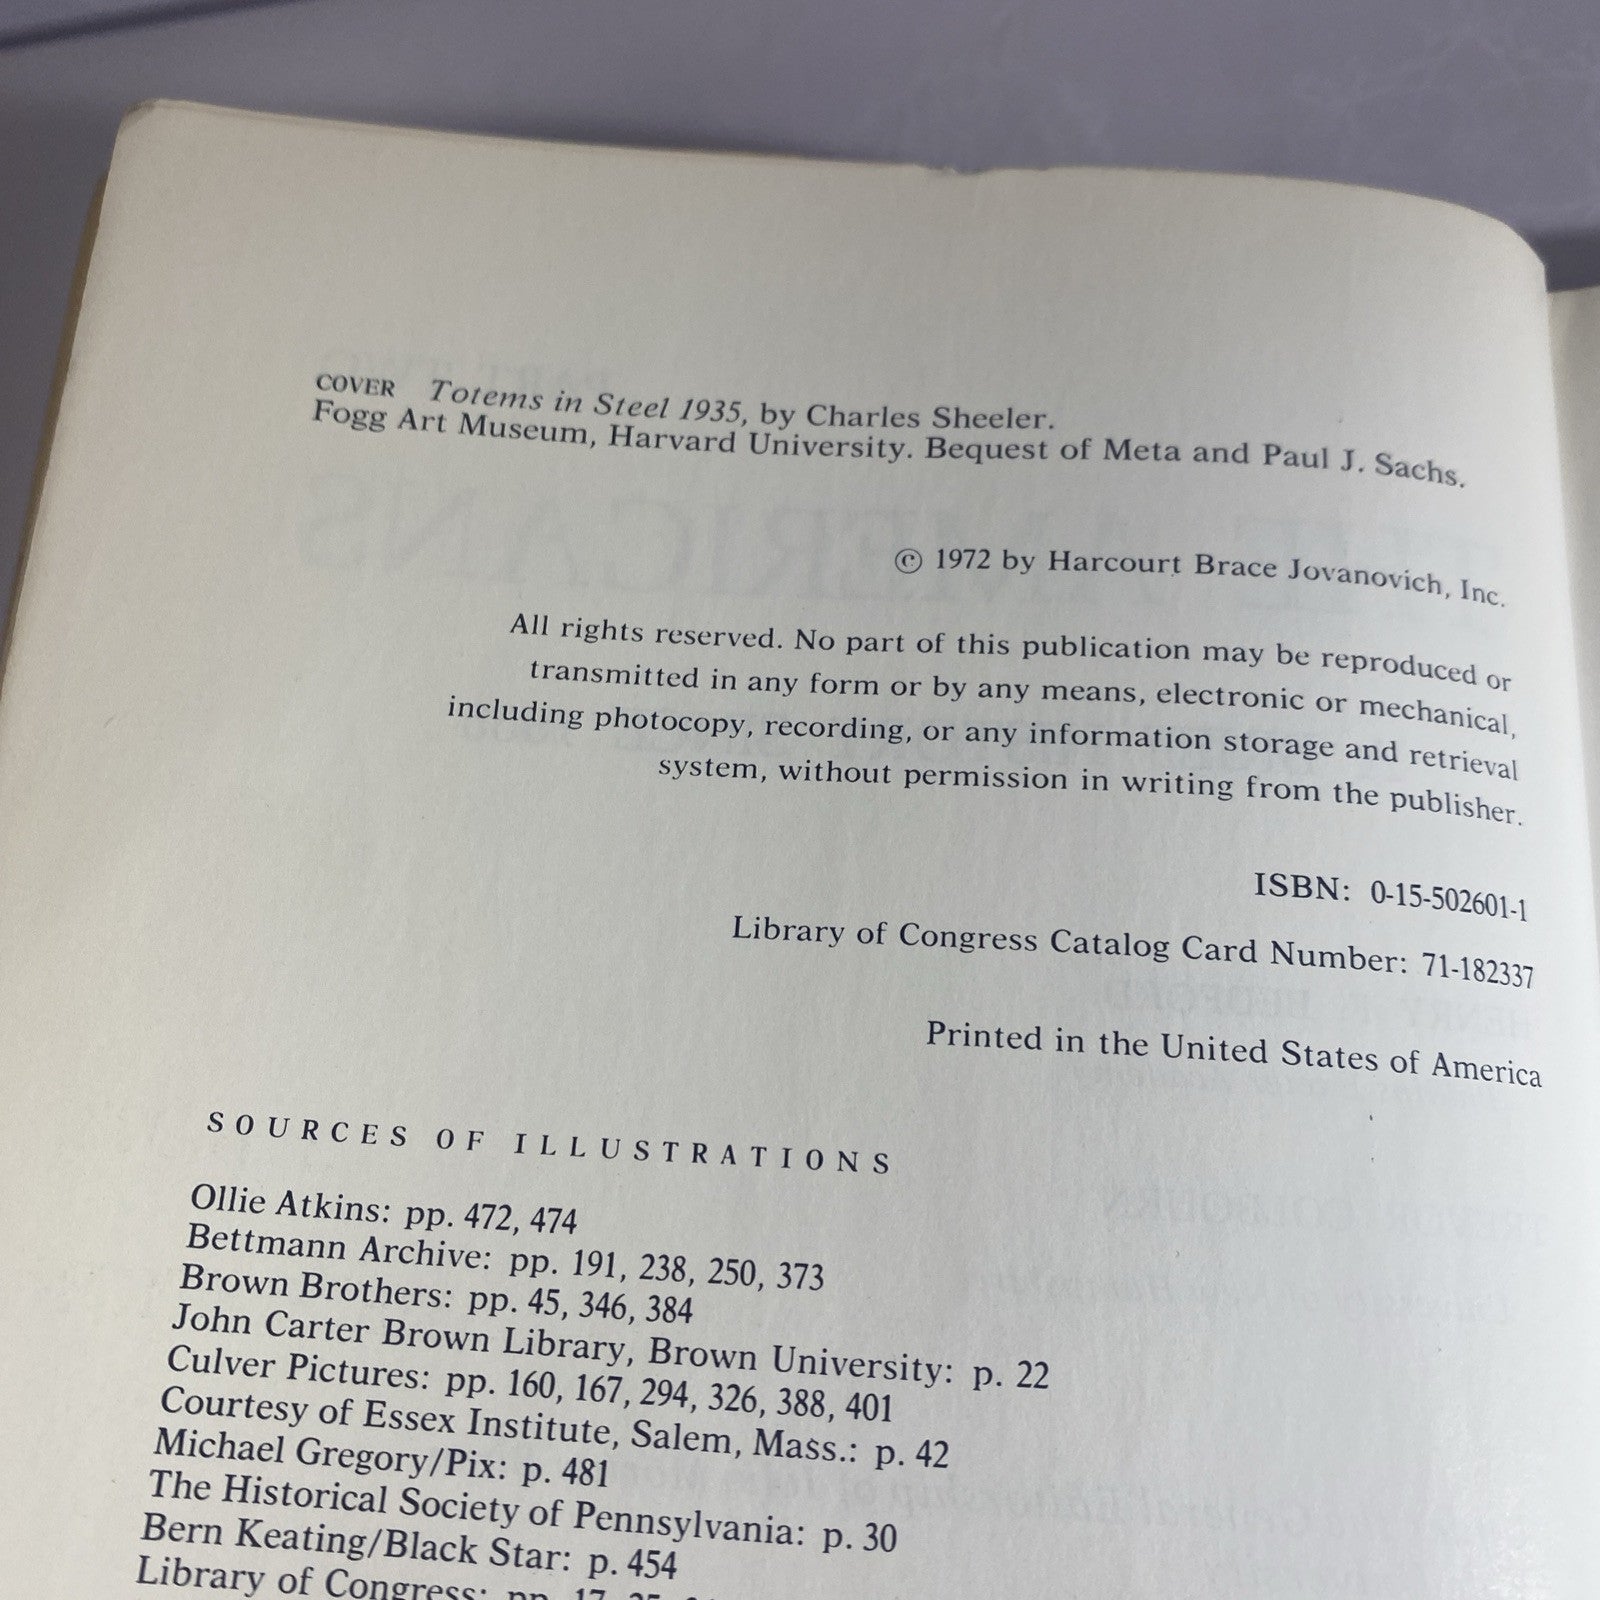 COVER Totems in Steel 1935, by Charles Sheeler.
Fogg Art Museum, Harvard University. Bequest of Meta and Paul J. Sachs.
© 1972 by Harcourt Brace Jovanovich, Inc.
All rights reserved. No part of this publication may be reproduced or
transmitted in any form or by any means, electronic or mechanical,
including photocopy, recording, or any information storage and retrieval
system, without permission in writing from the publisher.
ISBN: 0-15-502601-1
Library of Congress Catalog Card Number: 71-182337
Printed in the United States of America
SOURCES OF ILLUSTRATIONS
Ollie Atkins: pp. 472, 474
Bettmann Archive: pp. 191, 238, 250, 373
Brown Brothers: pp. 45, 346, 384
John Carter Brown Library, Brown University: p. 22
Culver Pictures: pp. 160, 167, 294, 326, 388, 401
Courtesy of Essex Institute, Salem, Mass.: p. 42
Michael Gregory/Pix: p. 481
The Historical Society of Pennsylvania: p. 30
Bern Keating/Black Star: p. 454
Library of Congress: pp. 17,